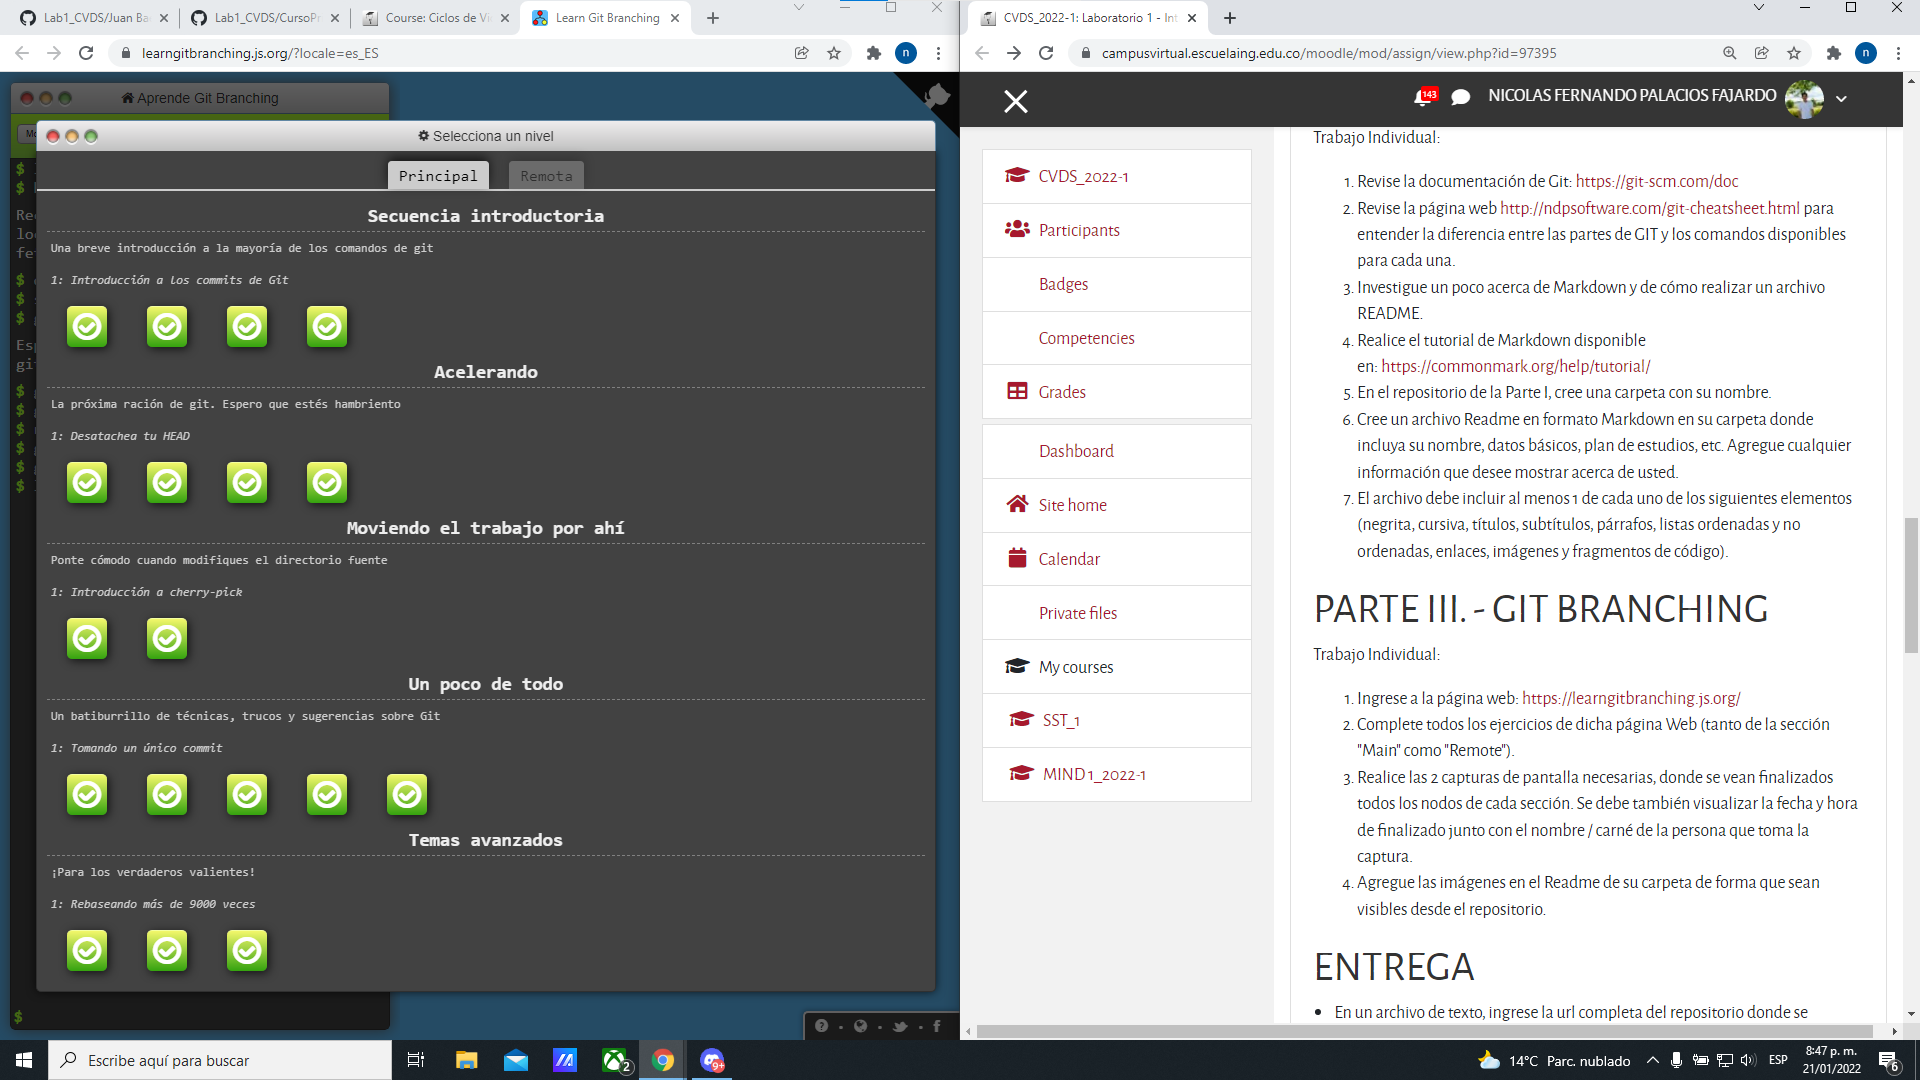 Lab1_CVDS/Juan Ba
Lab1_CVDS/CursoPr
Course: Ciclos de Vi
Learn Git Branching
learngitbranching.js.org/?locale=es_ES
n
Aprende Git Branching
Selecciona un nivel
Principal
Remota
Secuencia introductoria
Una breve introducción a la mayoría de los comandos de git
1: Introducción a los commits de Git
Acelerando
La próxima ración de git. Espero que estés hambriento
1: Desatachea tu HEAD
Moviendo el trabajo por ahí
Ponte cómodo cuando modifiques el directorio fuente
1: Introducción a cherry-pick
Un poco de todo
Un batiburrillo de técnicas, trucos y sugerencias sobre Git
1: Tomando un único commit
Temas avanzados
¡Para los verdaderos valientes!
1: Rebaseando más de 9000 veces
$
CVDS_2022-1: Laboratorio 1 - Int
campusvirtual.escuelaing.edu.co/moodle/mod/assign/view.php?id=97395
n
143
NICOLAS FERNANDO PALACIOS FAJARDO
CVDS_2022-1
Participants
Badges
Competencies
Grades
Dashboard
Site home
Calendar
Private files
My courses
SST_1
MIND1_2022-1
Trabajo Individual:
1. Revise la documentación de Git: https://git-scm.com/doc
2. Revise la página web http://ndpsoftware.com/git-cheatsheet.html para
entender la diferencia entre las partes de GIT y los comandos disponibles
para cada una.
3. Investigue un poco acerca de Markdown y de cómo realizar un archivo
README.
4. Realice el tutorial de Markdown disponible
en: https://commonmark.org/help/tutorial/
5. En el repositorio de la Parte I, cree una carpeta con su nombre.
6. Cree un archivo Readme en formato Markdown en su carpeta donde
incluya su nombre, datos básicos, plan de estudios, etc. Agregue cualquier
información que desee mostrar acerca de usted.
7. El archivo debe incluir al menos 1 de cada uno de los siguientes elementos
(negrita, cursiva, títulos, subtítulos, párrafos, listas ordenadas y no
ordenadas, enlaces, imágenes y fragmentos de código).
PARTE III. - GIT BRANCHING
Trabajo Individual:
1. Ingrese a la página web: https://learngitbranching.js.org/
2. Complete todos los ejercicios de dicha página Web (tanto de la sección
"Main" como "Remote").
3. Realice las 2 capturas de pantalla necesarias, donde se vean finalizados
todos los nodos de cada sección. Se debe también visualizar la fecha y hora
de finalizado junto con el nombre / carné de la persona que toma la
captura.
4. Agregue las imágenes en el Readme de su carpeta de forma que sean
visibles desde el repositorio.
ENTREGA
• En un archivo de texto, ingrese la url completa del repositorio donde se
Escribe aquí para buscar
2
9+
14°C Parc. nublado
ESP
8:47 p. m.
21/01/2022
6